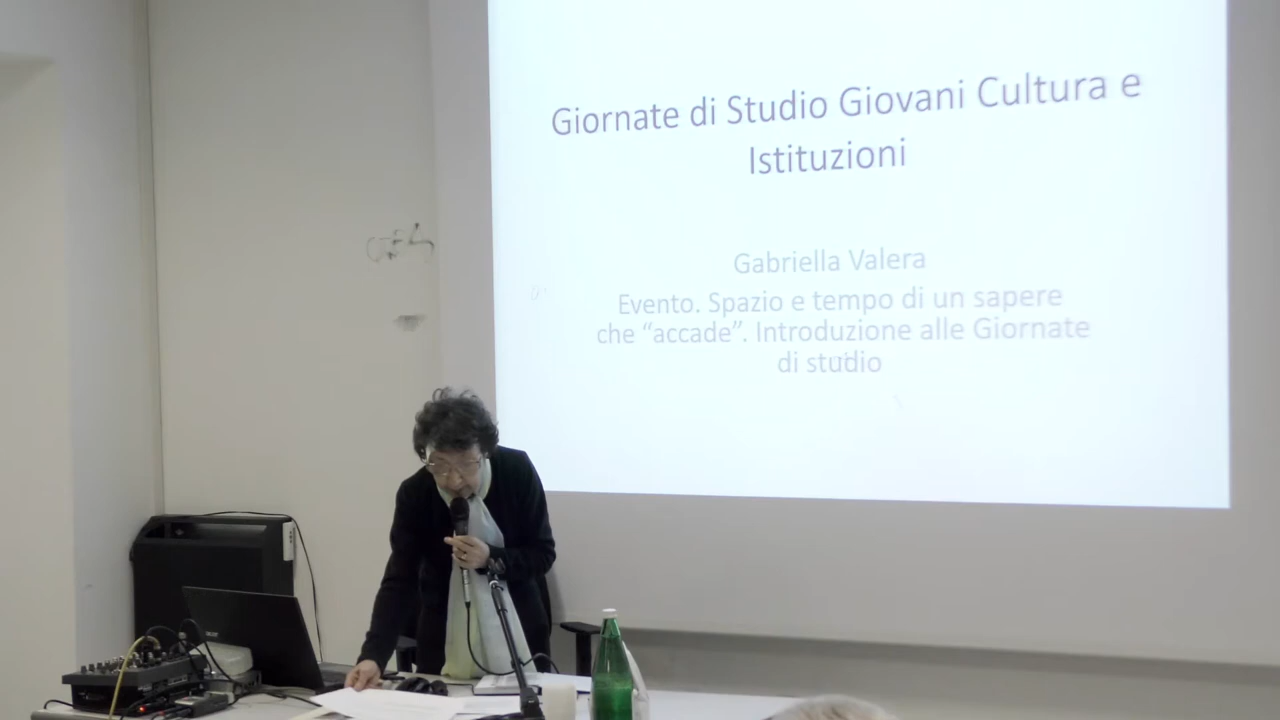 Giornate di Studio Giovani Cultura e
Istituzioni
Gabriella Valera
Evento. Spazio e tempo di un sapere
che “accade”. Introduzione alle Giornate
di studio